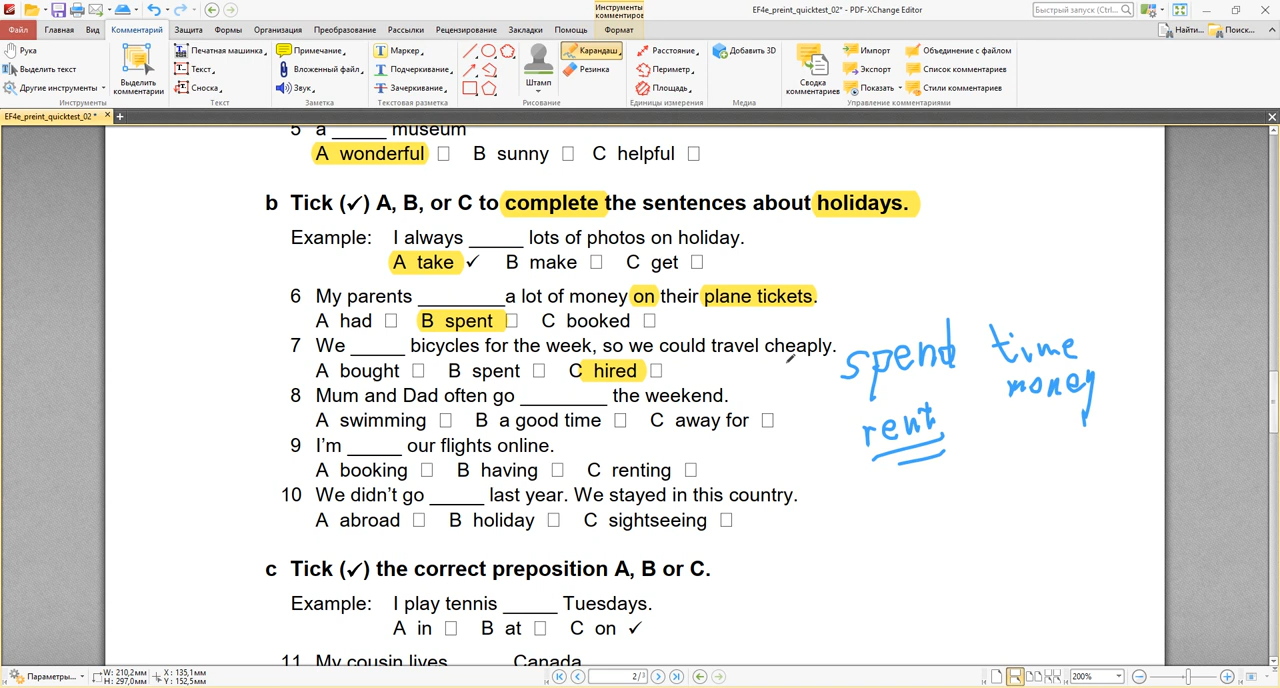 Инструменты комментиров
EF4e_preint_quicktest_02* - PDF-XChange Editor
Быстрый запуск (Ctrl...
Файл Главная Вид Комментарий Защита Формы Организация Преобразование Рассылки Рецензирование Закладки Помощь Формат Найти... Поиск...
Рука
Выделить текст
Другие инструменты
Выделить комментарии
Печатная машинка
Текст
Сноска
Примечание
Вложенный файл
Звук
Маркер
Подчеркивание
Зачеркивание
Штамп
Карандаш
Резинка
Расстояние
Периметр
Площадь
Добавить 3D
Сводка комментариев
Импорт
Экспорт
Показать
Объединение с файлом
Список комментариев
Стили комментариев
Инструменты Текст Заметка Текстовая разметка Рисование Единицы измерения Медиа Управление комментариями
EF4e_preint_quicktest_02 *
5 a _____ museum
A wonderful □ B sunny □ C helpful □
b Tick (✓) A, B, or C to complete the sentences about holidays.
Example: I always _____ lots of photos on holiday.
A take ✓ B make □ C get □
6 My parents ________a lot of money on their plane tickets.
A had □ B spent □ C booked □
7 We _____ bicycles for the week, so we could travel cheaply.
A bought □ B spent □ C hired □
8 Mum and Dad often go ________ the weekend.
A swimming □ B a good time □ C away for □
9 I'm _____ our flights online.
A booking □ B having □ C renting □
10 We didn't go _____ last year. We stayed in this country.
A abroad □ B holiday □ C sightseeing □
c Tick (✓) the correct preposition A, B or C.
Example: I play tennis _____ Tuesdays.
A in □ B at □ C on ✓
11 My cousin lives _____ Canada.
spend time
money
rent
Параметры...
W: 210,2мм
H: 297,0мм
X: 135,1мм
Y: 152,5мм
200%